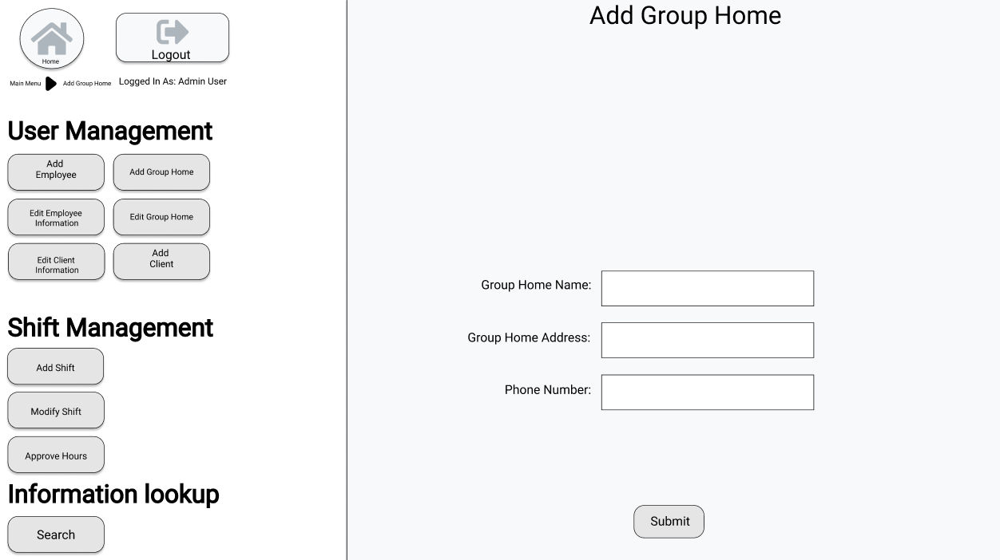 Home
Logout
Main Menu Add Group Home Logged In As: Admin User
User Management
Add
Employee
Add Group Home
Edit Employee
Information
Edit Group Home
Edit Client
Information
Add
Client
Shift Management
Add Shift
Modify Shift
Approve Hours
Information lookup
Search
Add Group Home
Group Home Name:
Group Home Address:
Phone Number:
Submit